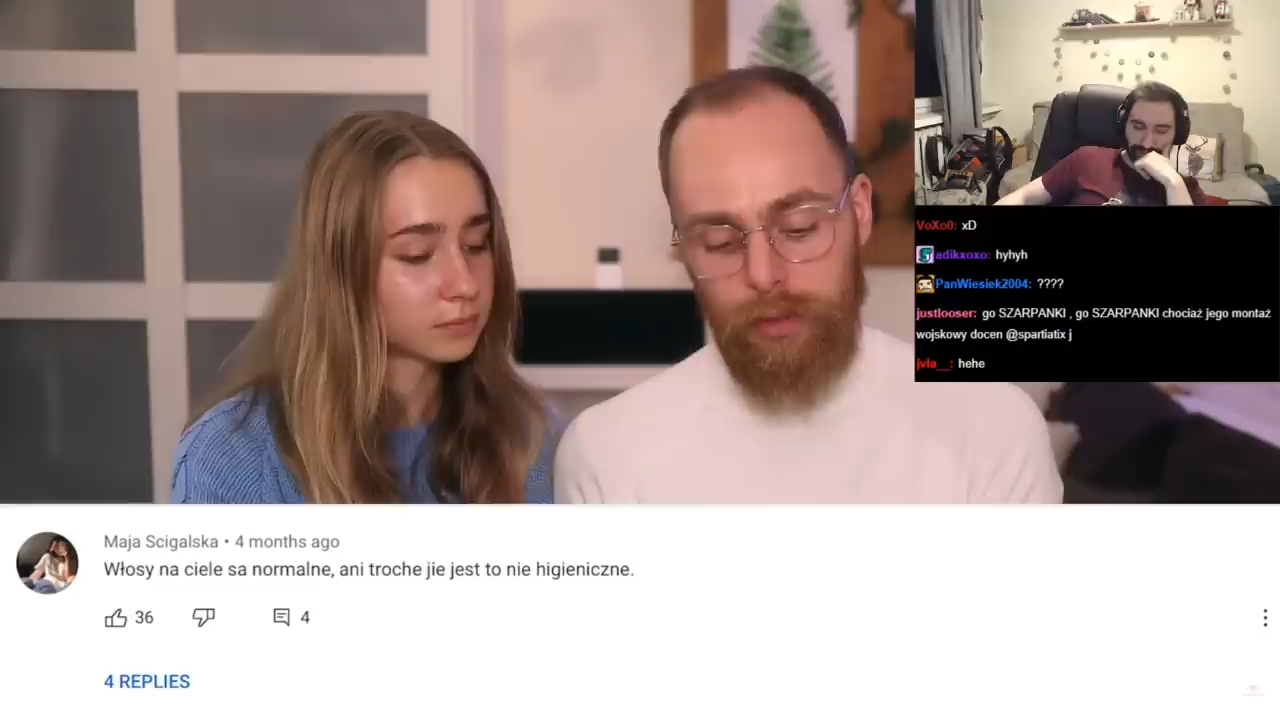 VoXo0: xD
adikxoxo: hyhyh
PanWiesiek2004: ????
justlooser: go SZARPANKI , go SZARPANKI chociaż jego montaż
wojskowy docen @spartiatix j
jvla__: hehe
Maja Scigalska • 4 months ago
Włosy na ciele sa normalne, ani troche jie jest to nie higieniczne.
36
4
4 REPLIES